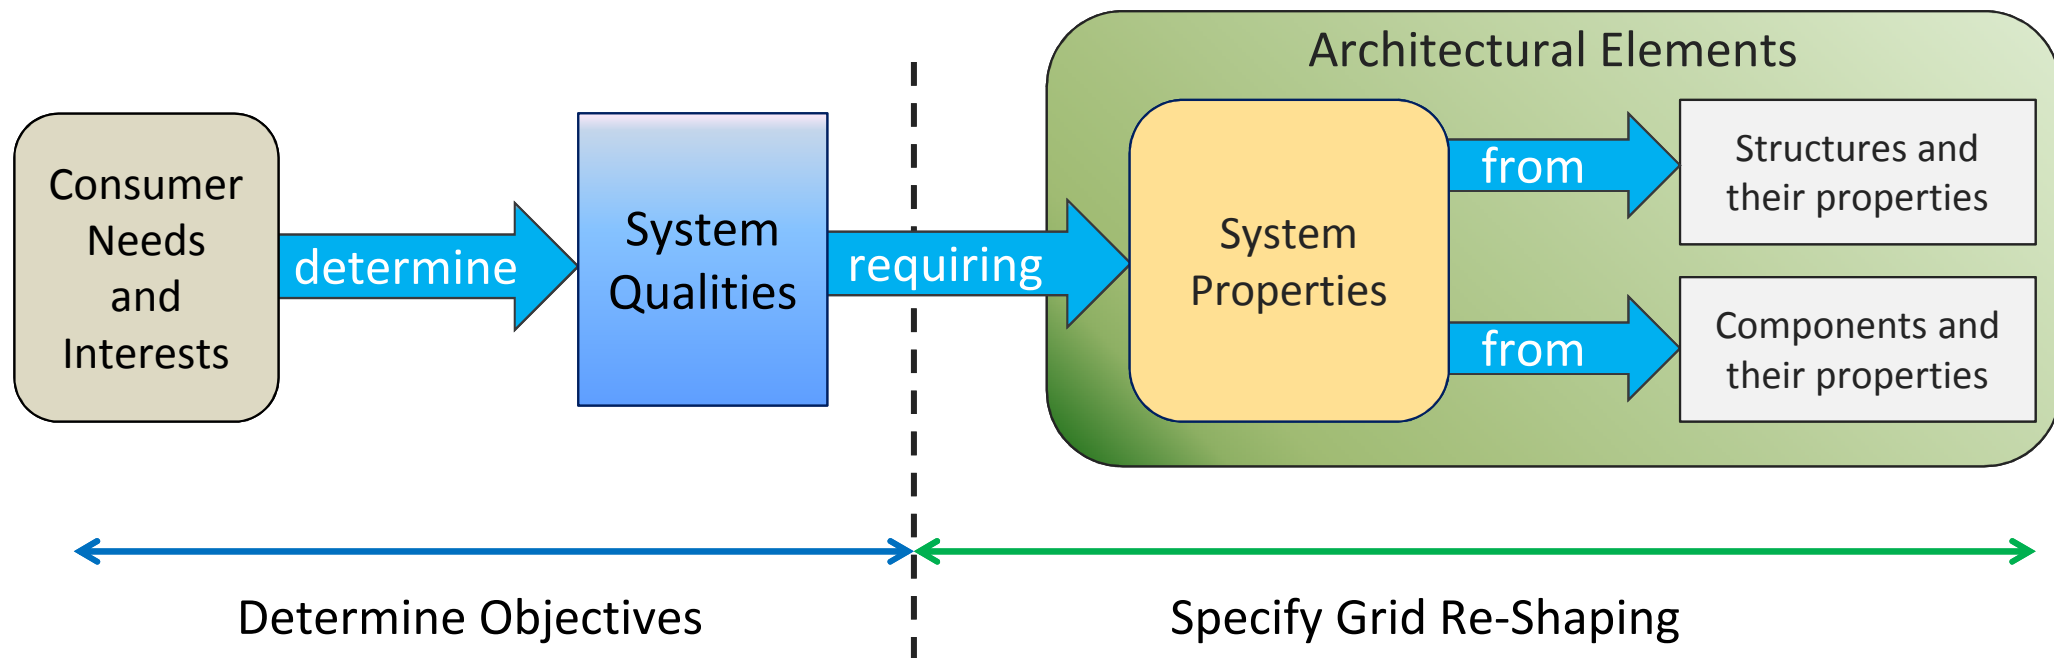 Architectural Elements
Consumer
Needs
and
Interests
determine
System
Qualities
requiring
System
Properties
from
Structures and
their properties
from
Components and
their properties
Determine Objectives
Specify Grid Re-Shaping